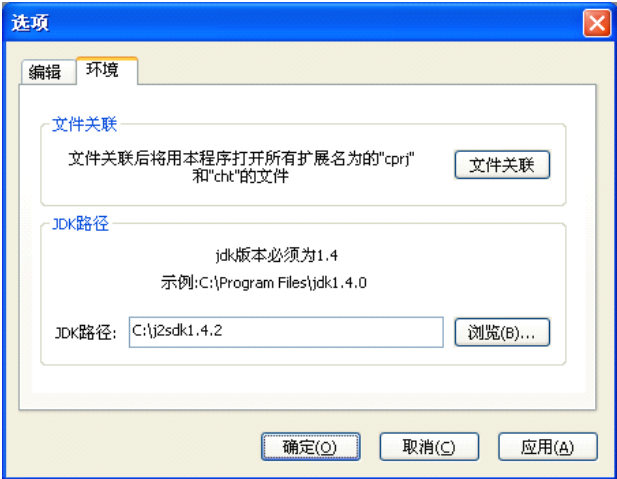 选项
编辑
环境
文件关联
文件关联后将用本程序打开所有扩展名为的"cprj"
和"cht"的文件
文件关联
JDK路径
jdk版本必须为1.4
示例:C:\Program Files\jdk1.4.0
JDK路径:
C:\j2sdk1.4.2
浏览(B)...
确定(O)
取消(C)
应用(A)